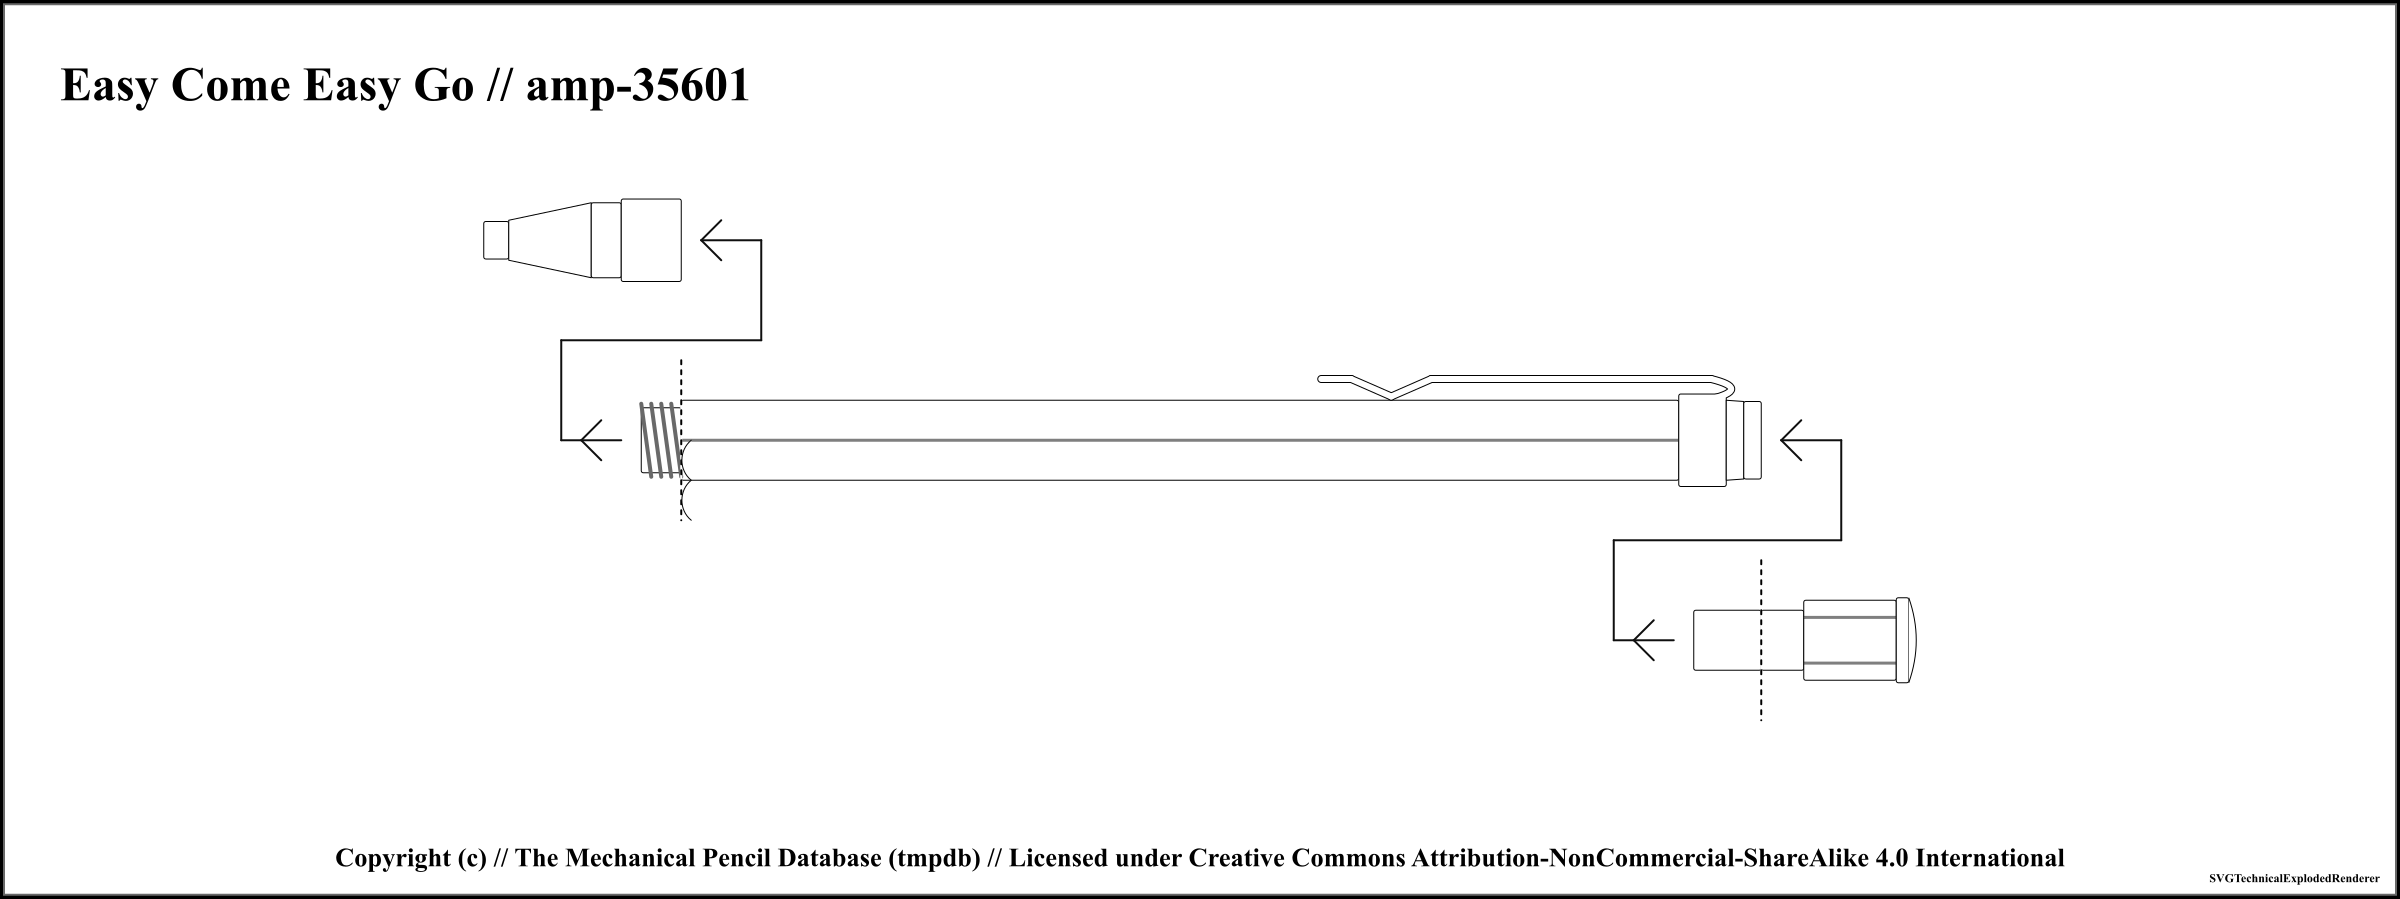 Easy Come Easy Go // amp-35601
Copyright (c) // The Mechanical Pencil Database (tmpdb) // Licensed under Creative Commons Attribution-NonCommercial-ShareAlike 4.0 International
SVGTechnicalExplodedRenderer